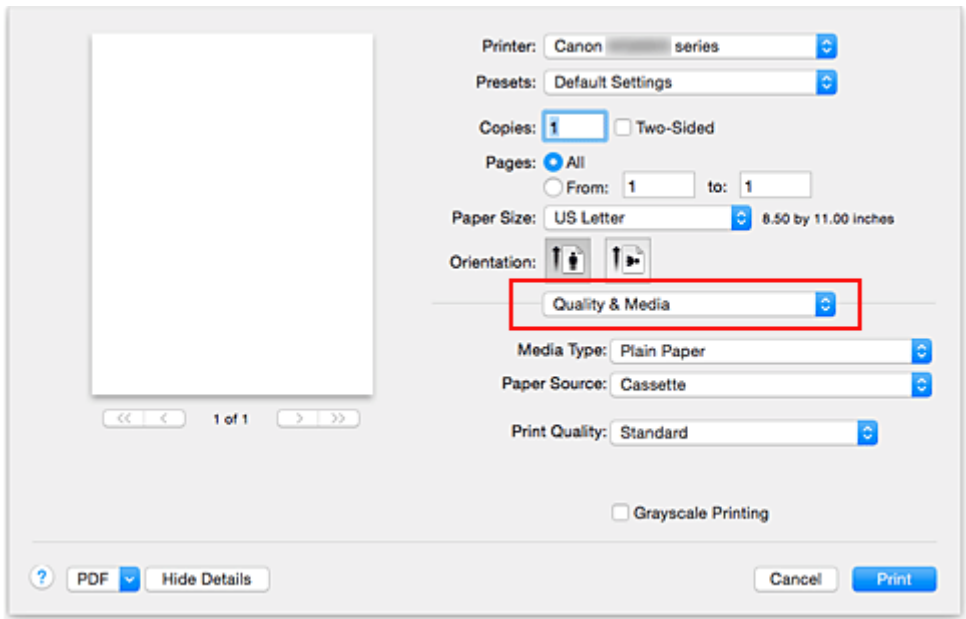 Printer: Canon series
Presets: Default Settings
Copies: 1 Two-Sided
Pages: All
From: 1 to: 1
Paper Size: US Letter 8.50 by 11.00 inches
Orientation:
Quality & Media
Media Type: Plain Paper
Paper Source: Cassette
1 of 1
Print Quality: Standard
Grayscale Printing
? PDF Hide Details Cancel Print